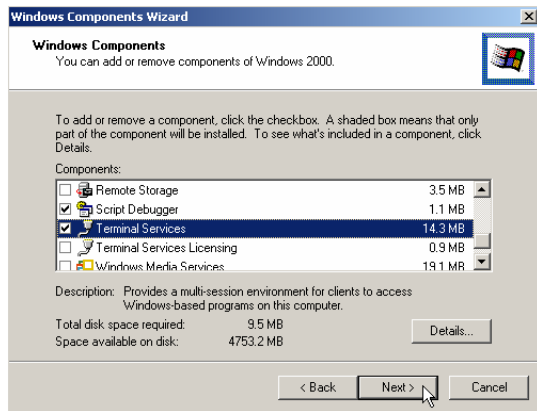 Windows Components Wizard
Windows Components
You can add or remove components of Windows 2000.
To add or remove a component, click the checkbox. A shaded box means that only
part of the component will be installed. To see what's included in a component, click
Details.
Components:
Remote Storage 3.5 MB
Script Debugger 1.1 MB
Terminal Services 14.3 MB
Terminal Services Licensing 0.9 MB
Windows Media Services 19.1 MB
Description: Provides a multi-session environment for clients to access
Windows-based programs on this computer.
Total disk space required: 9.5 MB
Space available on disk: 4753.2 MB
Details...
< Back Next > Cancel